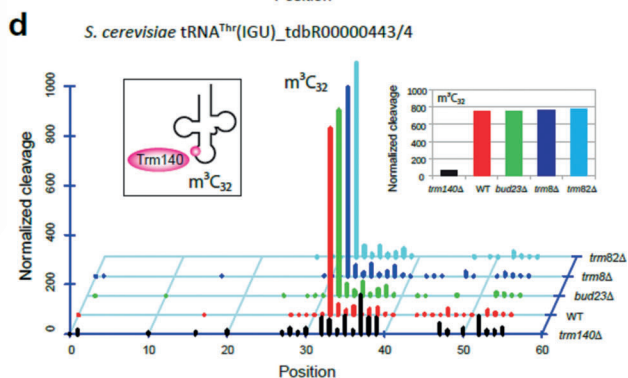 Position
d
S. cerevisiae tRNAThr(IGU)_tdbR00000443/4
m³C32
Normalized cleavage
1000
800
600
400
200
0
Trm140
m³C32
Normalized cleavage
1000
800
600
400
200
0
m³C32
trm140Δ WT bud23Δ trm8Δ trm82Δ
trm82Δ
trm8Δ
bud23Δ
WT
trm140Δ
0 10 20 30 40 50 60
Position